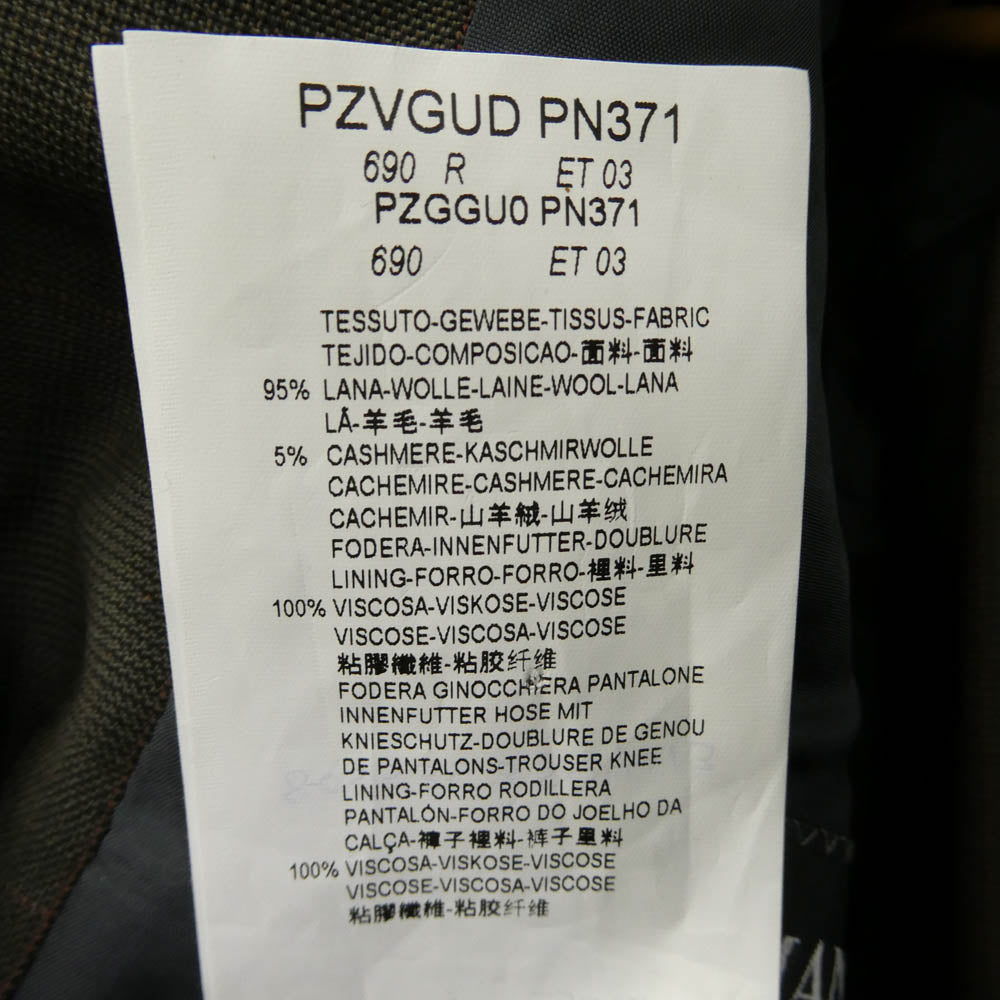 PZVGUD PN371
690 R ET 03
PZGGU0 PN371
690 ET 03
TESSUTO-GEWEBE-TISSUS-FABRIC
TEJIDO-COMPOSICAO-面料-面料
95% LANA-WOLLE-LAINE-WOOL-LANA
LÃ-羊毛-羊毛
5% CASHMERE-KASCHMIRWOLLE
CACHEMIRE-CASHMERE-CACHEMIRA
CACHEMIR-山羊絨-山羊绒
FODERA-INNENFUTTER-DOUBLURE
LINING-FORRO-FORRO-裡料-里料
100% VISCOSA-VISKOSE-VISCOSE
VISCOSE-VISCOSA-VISCOSE
粘膠纖維-粘胶纤维
FODERA GINOCCHIERA PANTALONE
INNENFUTTER HOSE MIT
KNIESCHUTZ-DOUBLURE DE GENOU
DE PANTALONS-TROUSER KNEE
LINING-FORRO RODILLERA
PANTALÓN-FORRO DO JOELHO DA
CALÇA-褲子裡料-裤子里料
100% VISCOSA-VISKOSE-VISCOSE
VISCOSE-VISCOSA-VISCOSE
粘膠纖維-粘胶纤维